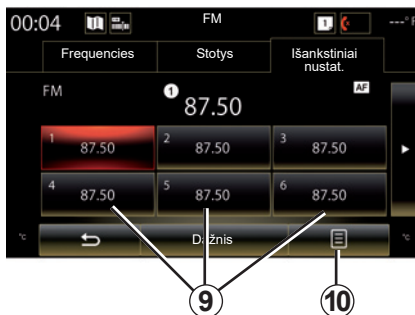 00:04 FM 1 ---°F
Frequencies Stotys Išankstiniai nustat.
FM 1 87.50 AF
1 87.50 2 87.50 3 87.50
4 87.50 5 87.50 6 87.50
°C Dažnis °C
9 10